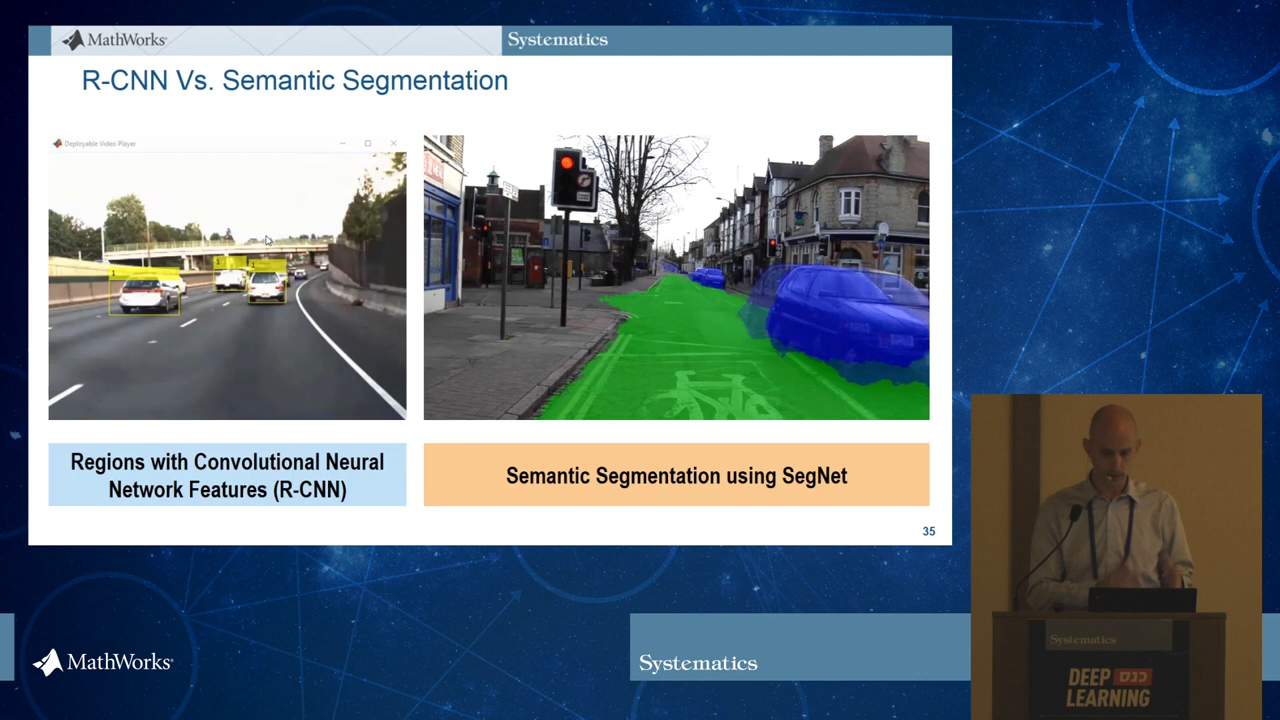 MathWorks®
Systematics
R-CNN Vs. Semantic Segmentation
Deployable Video Player
Regions with Convolutional Neural
Network Features (R-CNN)
Semantic Segmentation using SegNet
35
MathWorks®
Systematics
Systematics
DEEP כנס
LEARNING